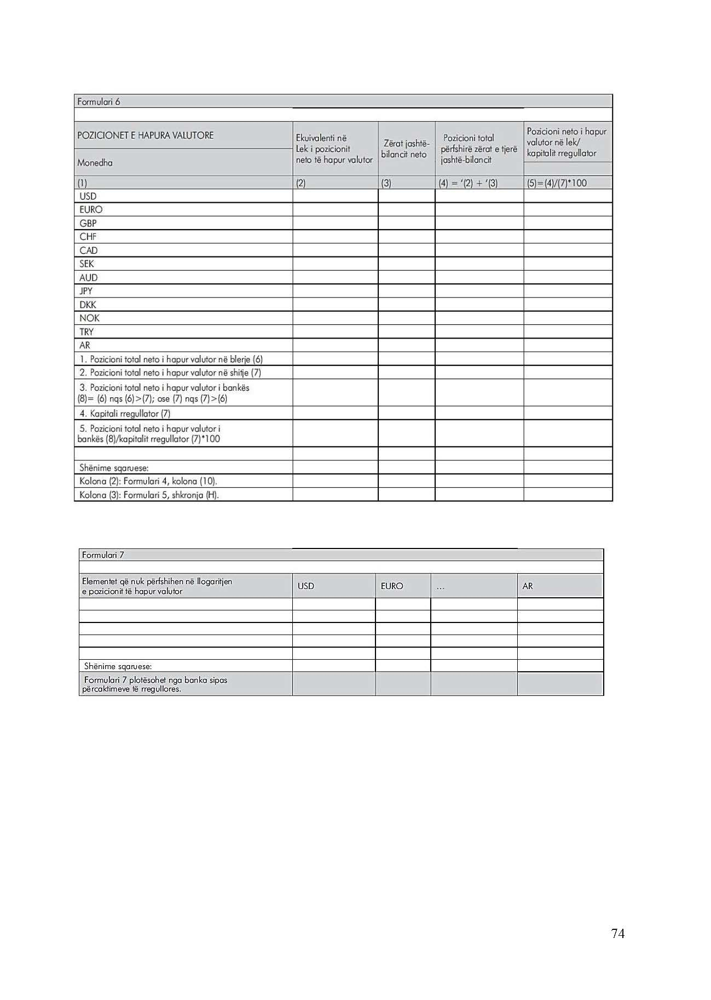 Formulari 6
POZICIONET E HAPURA VALUTORE
Monedha
Ekuivalenti në
Lek i pozicionit
neto të hapur valutor
Zërat jashtë-
bilancit neto
Pozicioni total
përfshirë zërat e tjerë
jashtë-bilancit
Pozicioni neto i hapur
valutor në lek/
kapitalit rregullator
(1) (2) (3) (4) = ‘(2) + ‘(3) (5)=(4)/(7)*100
USD
EURO
GBP
CHF
CAD
SEK
AUD
JPY
DKK
NOK
TRY
AR
1. Pozicioni total neto i hapur valutor në blerje (6)
2. Pozicioni total neto i hapur valutor në shitje (7)
3. Pozicioni total neto i hapur valutor i bankës
(8)= (6) nqs (6)>(7); ose (7) nqs (7)>(6)
4. Kapitali rregullator (7)
5. Pozicioni total neto i hapur valutor i
bankës (8)/kapitalit rregullator (7)*100
Shënime sqaruese:
Kolona (2): Formulari 4, kolona (10).
Kolona (3): Formulari 5, shkronja (H).
Formulari 7
Elementet që nuk përfshihen në llogaritjen
e pozicionit të hapur valutor
USD EURO ... AR
Shënime sqaruese:
Formulari 7 plotësohet nga banka sipas
përcaktimeve të rregullores.
74